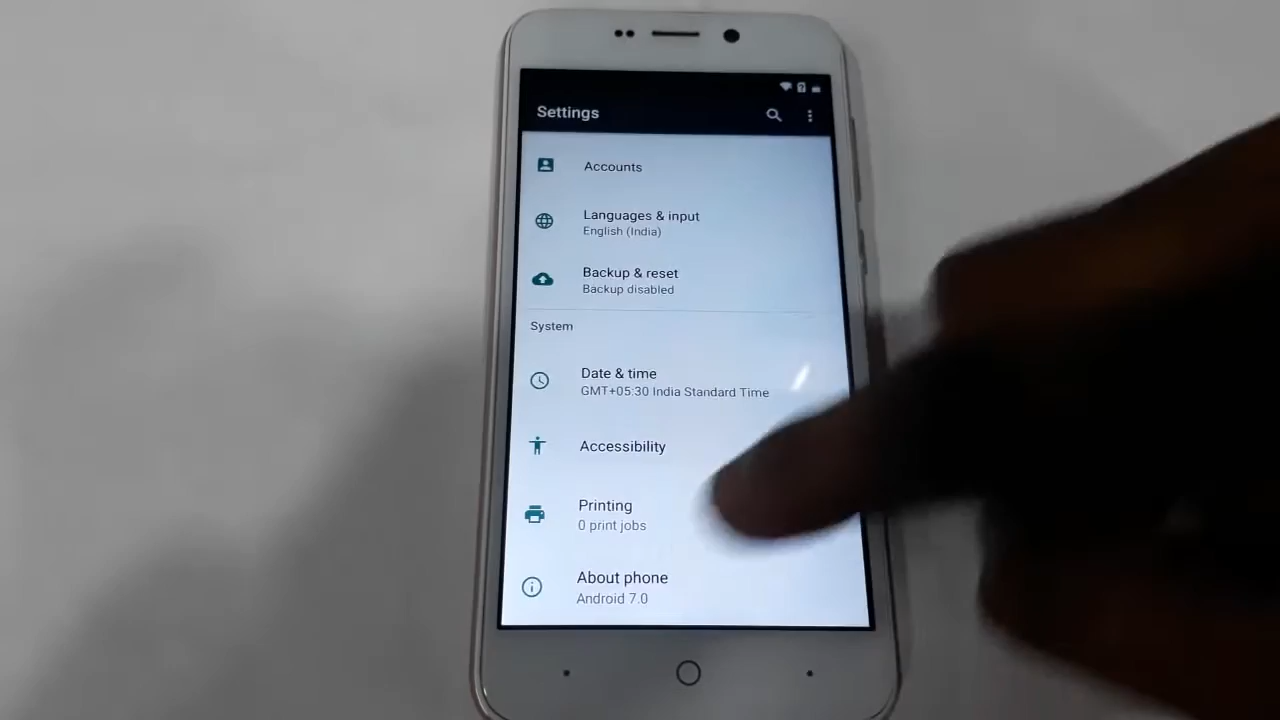 Settings
Accounts
Languages & input
English (India)
Backup & reset
Backup disabled
System
Date & time
GMT+05:30 India Standard Time
Accessibility
Printing
0 print jobs
About phone
Android 7.0